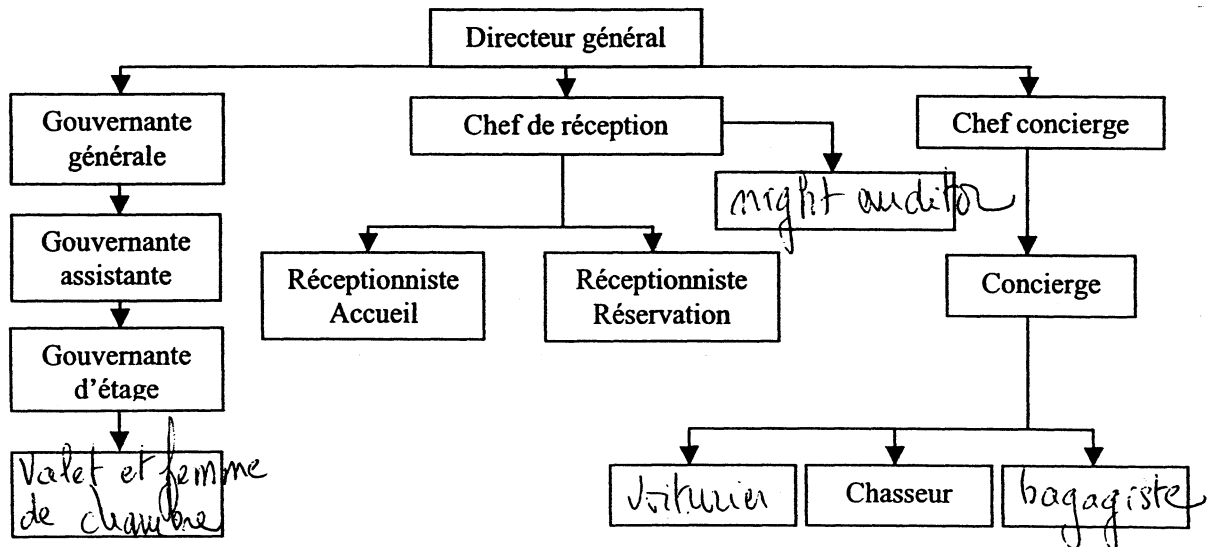 Directeur général
Gouvernante
générale
Chef de réception
Chef concierge
night auditor
Gouvernante
assistante
Réceptionniste
Accueil
Réceptionniste
Réservation
Concierge
Gouvernante
d'étage
Valet et femme
de chambre
voiturier
Chasseur
bagagiste